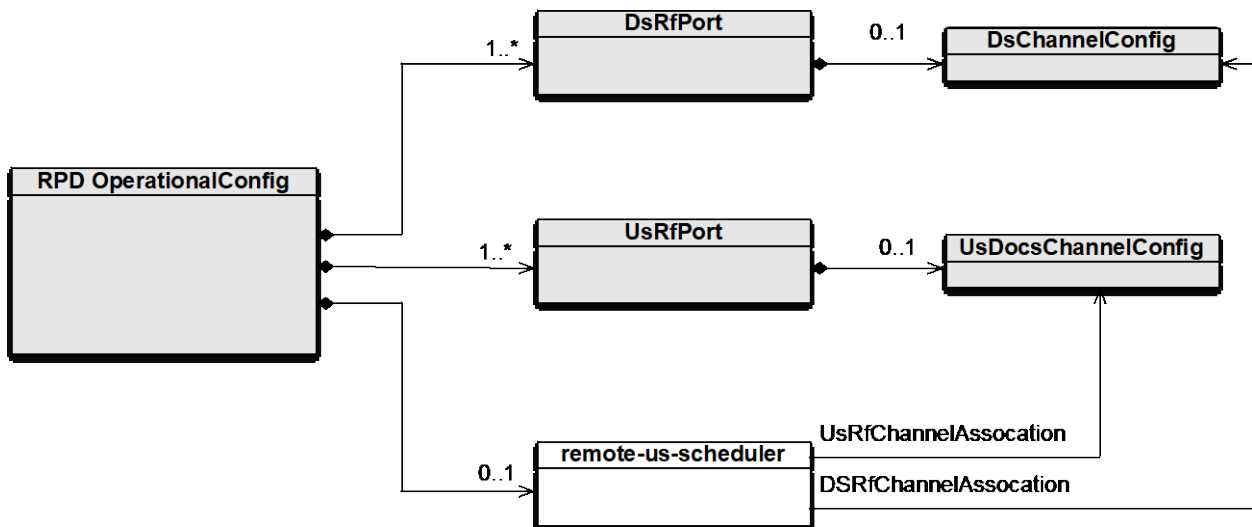 DsRfPort
DsChannelConfig
1..*
0..1
RPD OperationalConfig
UsRfPort
UsDocsChannelConfig
1..*
0..1
remote-us-scheduler
UsRfChannelAssocation
0..1
DSRfChannelAssocation